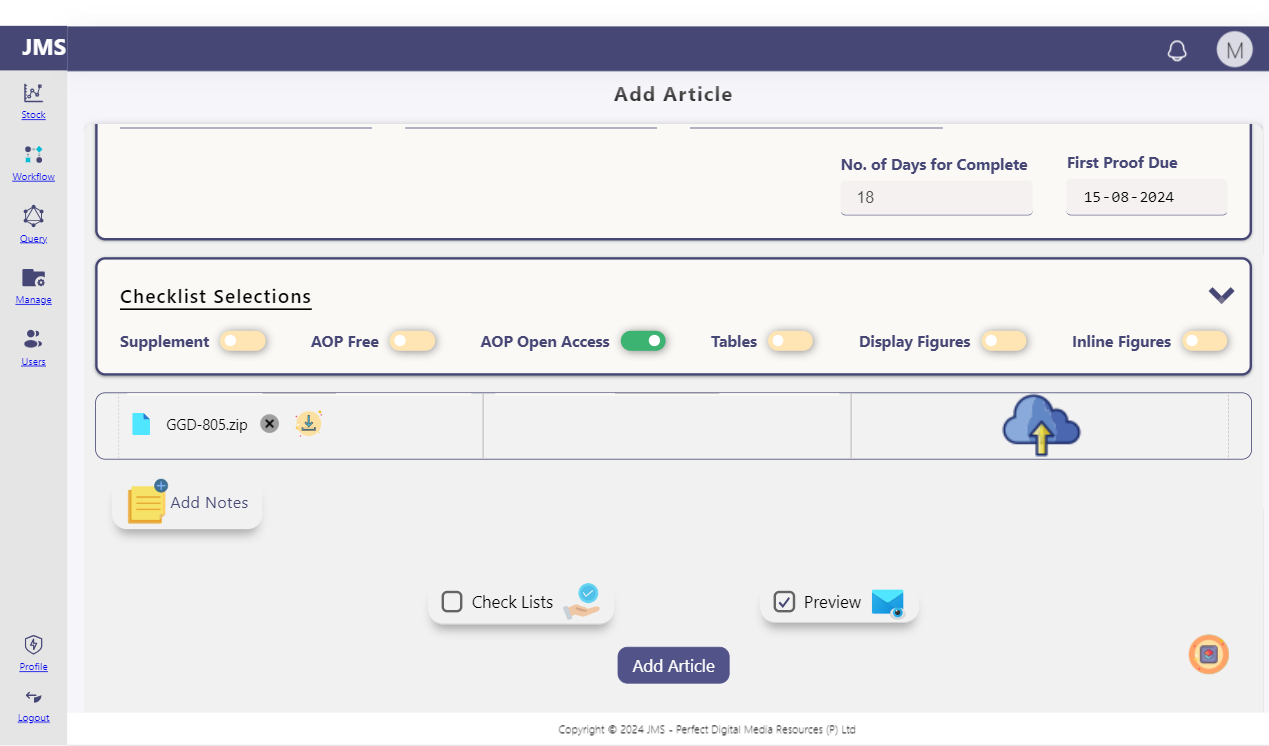 JMS
M
Add Article
Stock
Workflow
Query
Manage
Users
Profile
Logout
No. of Days for Complete
First Proof Due
18
15-08-2024
Checklist Selections
Supplement
AOP Free
AOP Open Access
Tables
Display Figures
Inline Figures
GGD-805.zip
Add Notes
Check Lists
Preview
Add Article
Copyright © 2024 JMS - Perfect Digital Media Resources (P) Ltd